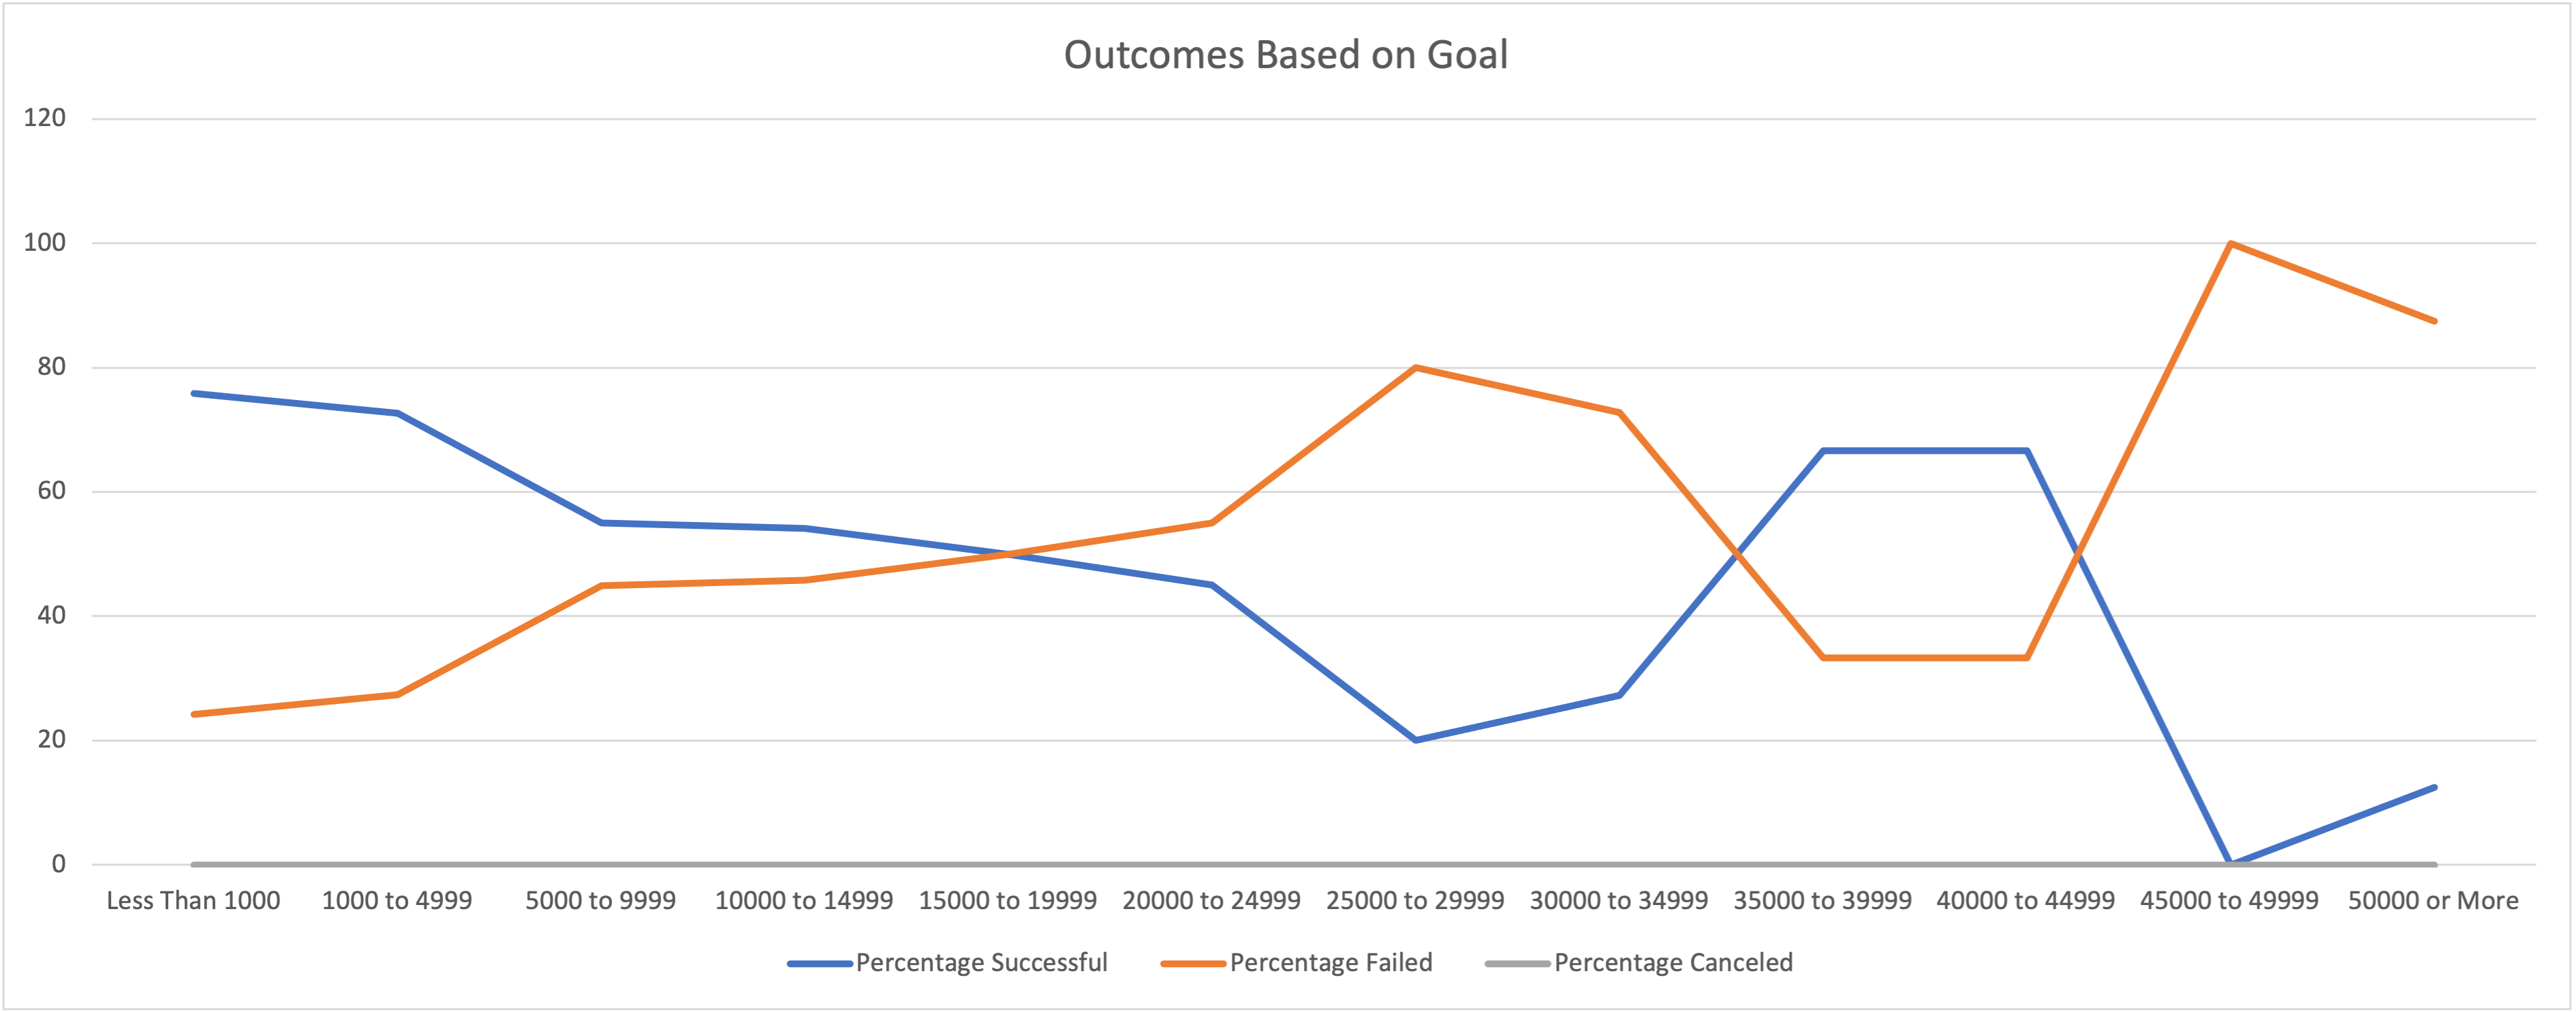 Outcomes Based on Goal
120
100
80
60
40
20
0
Less Than 1000 1000 to 4999 5000 to 9999 10000 to 14999 15000 to 19999 20000 to 24999 25000 to 29999 30000 to 34999 35000 to 39999 40000 to 44999 45000 to 49999 50000 or More
Percentage Successful Percentage Failed Percentage Canceled